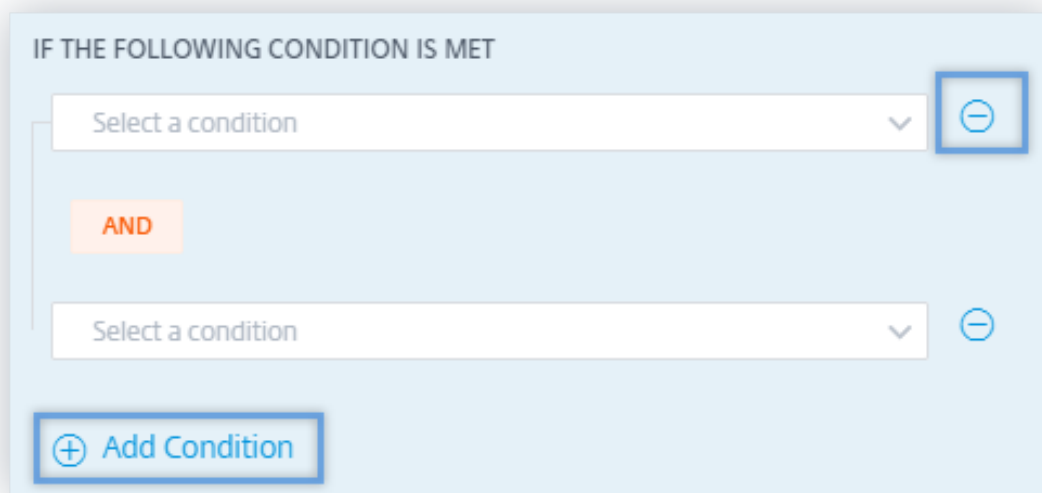 IF THE FOLLOWING CONDITION IS MET
Select a condition
AND
Select a condition
Add Condition